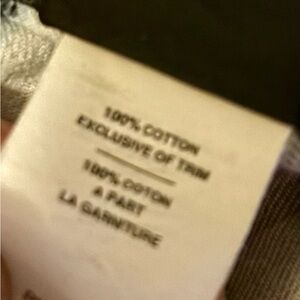 100% COTTON
EXCLUSIVE OF TRIM
100% COTON
A PART
LA GARNITURE